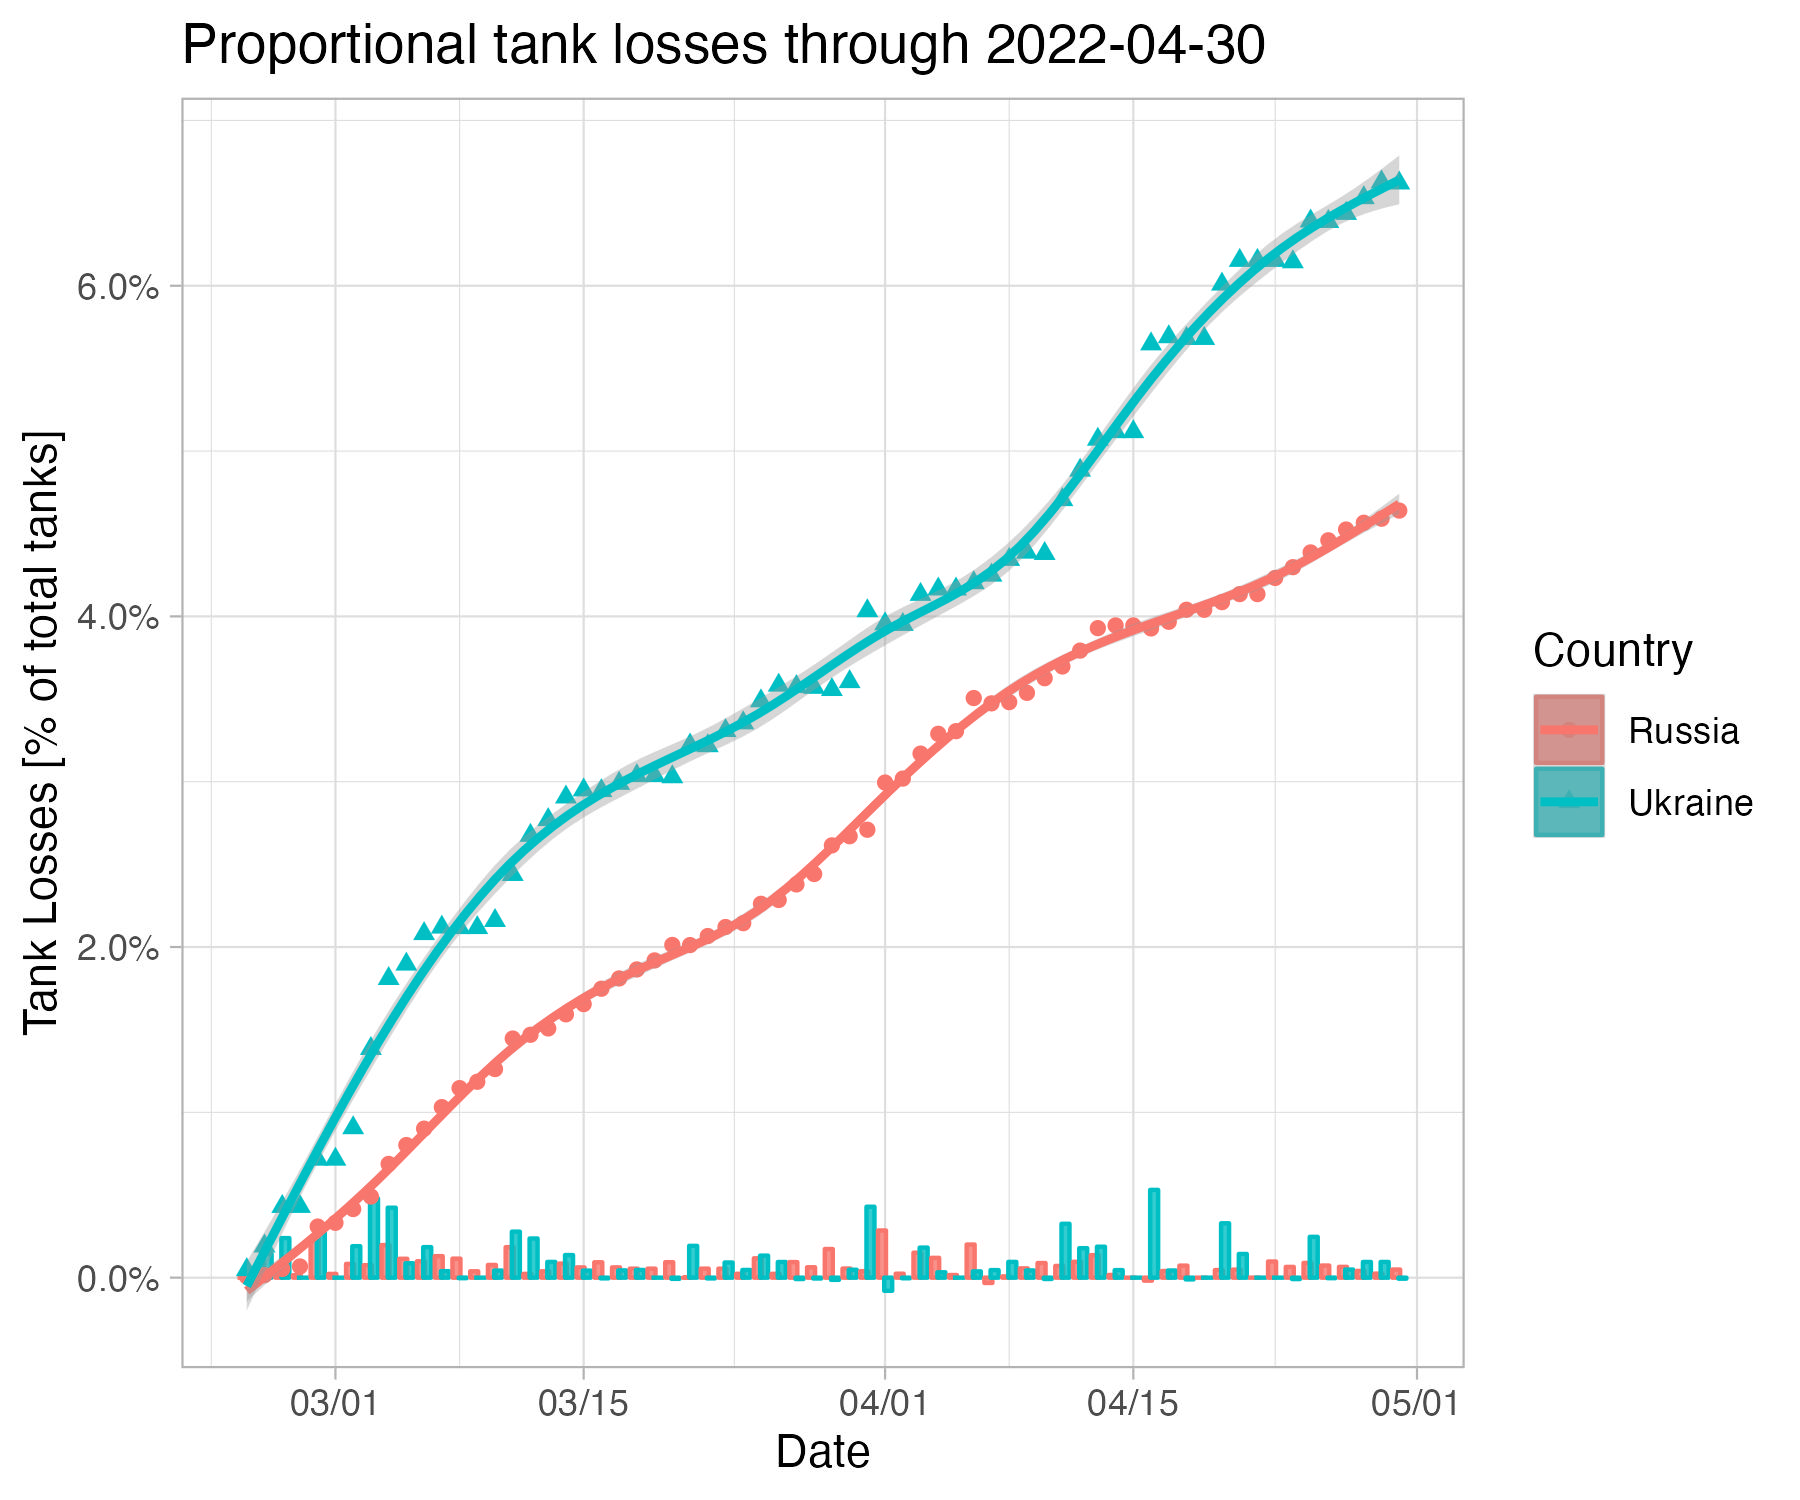 Proportional tank losses through 2022-04-30
Tank Losses [% of total tanks]
6.0%
4.0%
2.0%
0.0%
03/01
03/15
04/01
04/15
05/01
Date
Country
Russia
Ukraine